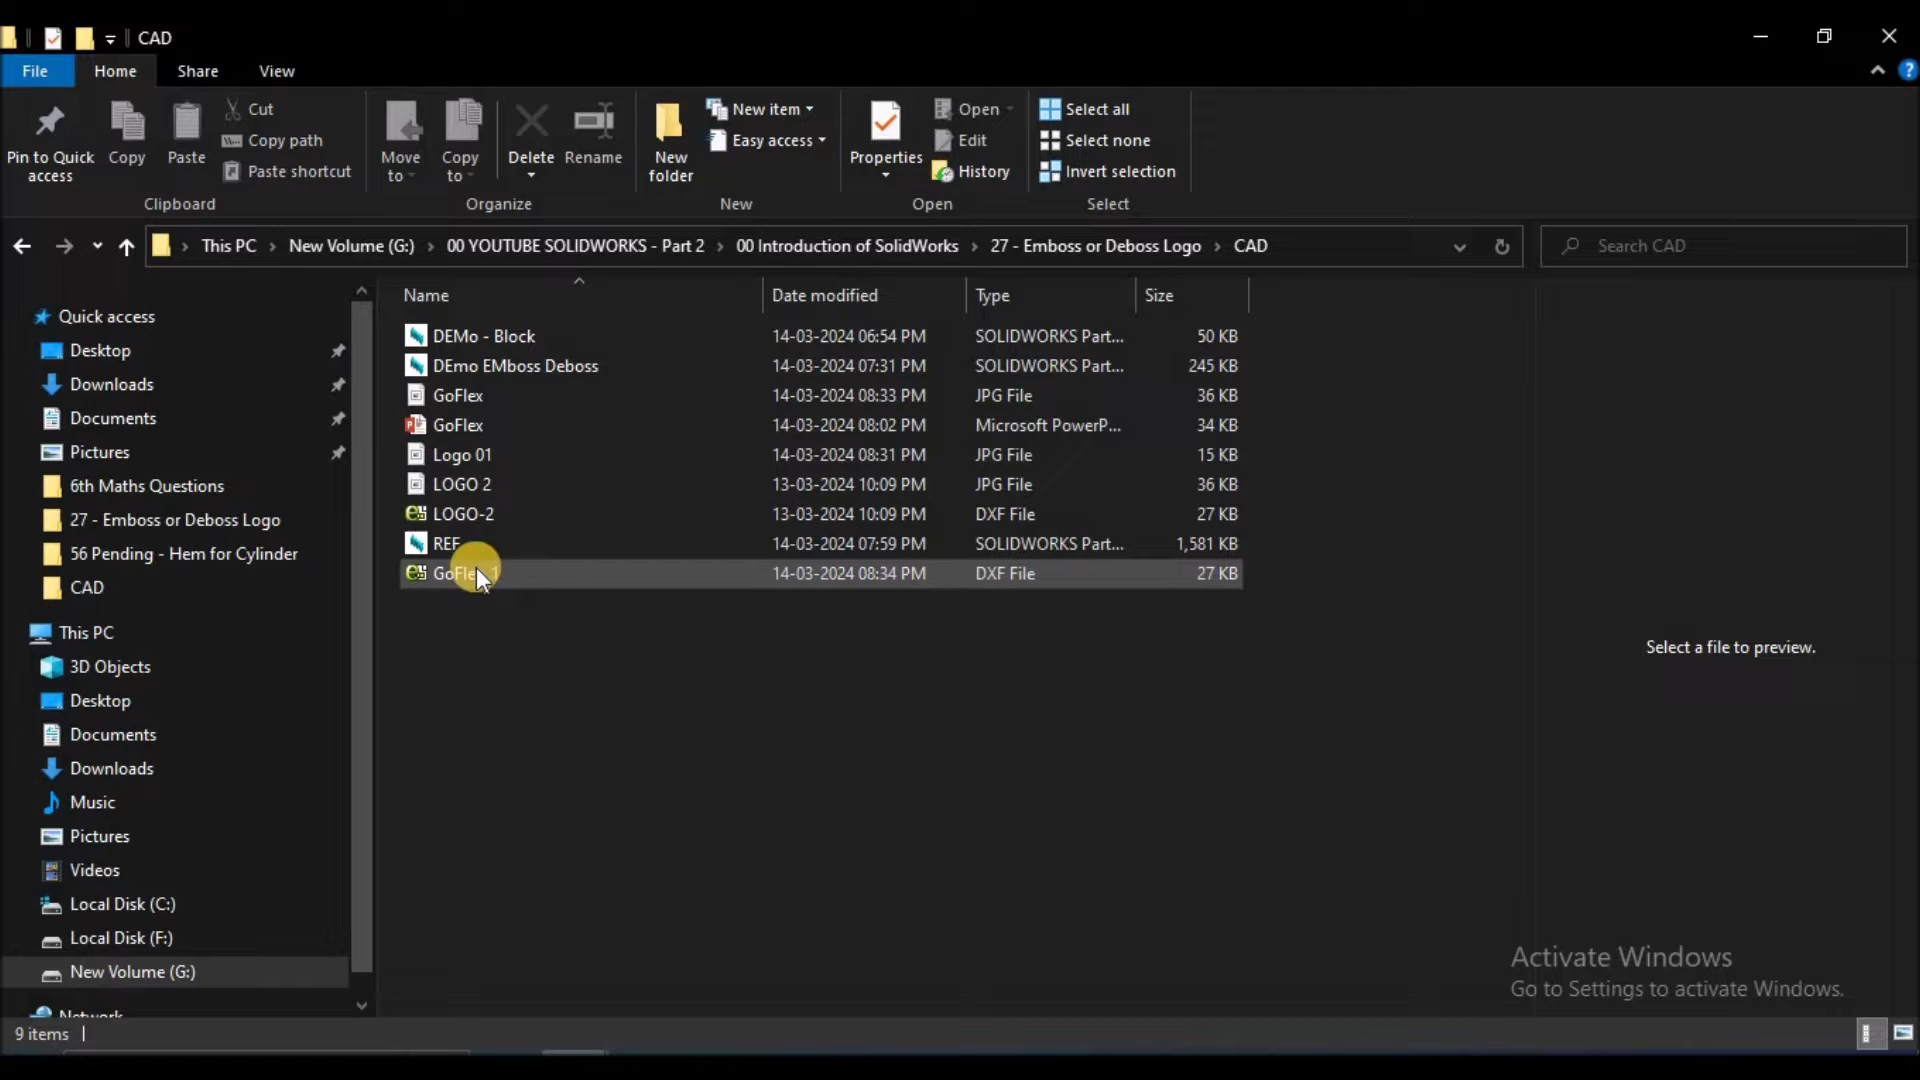 CAD
File Home Share View
Pin to Quick access
Copy
Paste
Cut
Copy path
Paste shortcut
Clipboard
Move to
Copy to
Delete
Rename
Organize
New folder
New item
Easy access
New
Properties
Open
Edit
History
Open
Select all
Select none
Invert selection
Select
This PC › New Volume (G:) › 00 YOUTUBE SOLIDWORKS - Part 2 › 00 Introduction of SolidWorks › 27 - Emboss or Deboss Logo › CAD
Search CAD
Quick access
Desktop
Downloads
Documents
Pictures
6th Maths Questions
27 - Emboss or Deboss Logo
56 Pending - Hem for Cylinder
CAD
This PC
3D Objects
Desktop
Documents
Downloads
Music
Pictures
Videos
Local Disk (C:)
Local Disk (F:)
New Volume (G:)
Network
Name Date modified Type Size
DEMo - Block 14-03-2024 06:54 PM SOLIDWORKS Part... 50 KB
DEmo EMboss Deboss 14-03-2024 07:31 PM SOLIDWORKS Part... 245 KB
GoFlex 14-03-2024 08:33 PM JPG File 36 KB
GoFlex 14-03-2024 08:02 PM Microsoft PowerP... 34 KB
Logo 01 14-03-2024 08:31 PM JPG File 15 KB
LOGO 2 13-03-2024 10:09 PM JPG File 36 KB
LOGO-2 13-03-2024 10:09 PM DXF File 27 KB
REF 14-03-2024 07:59 PM SOLIDWORKS Part... 1,581 KB
14-03-2024 08:34 PM DXF File 27 KB
Select a file to preview.
Activate Windows
Go to Settings to activate Windows.
9 items